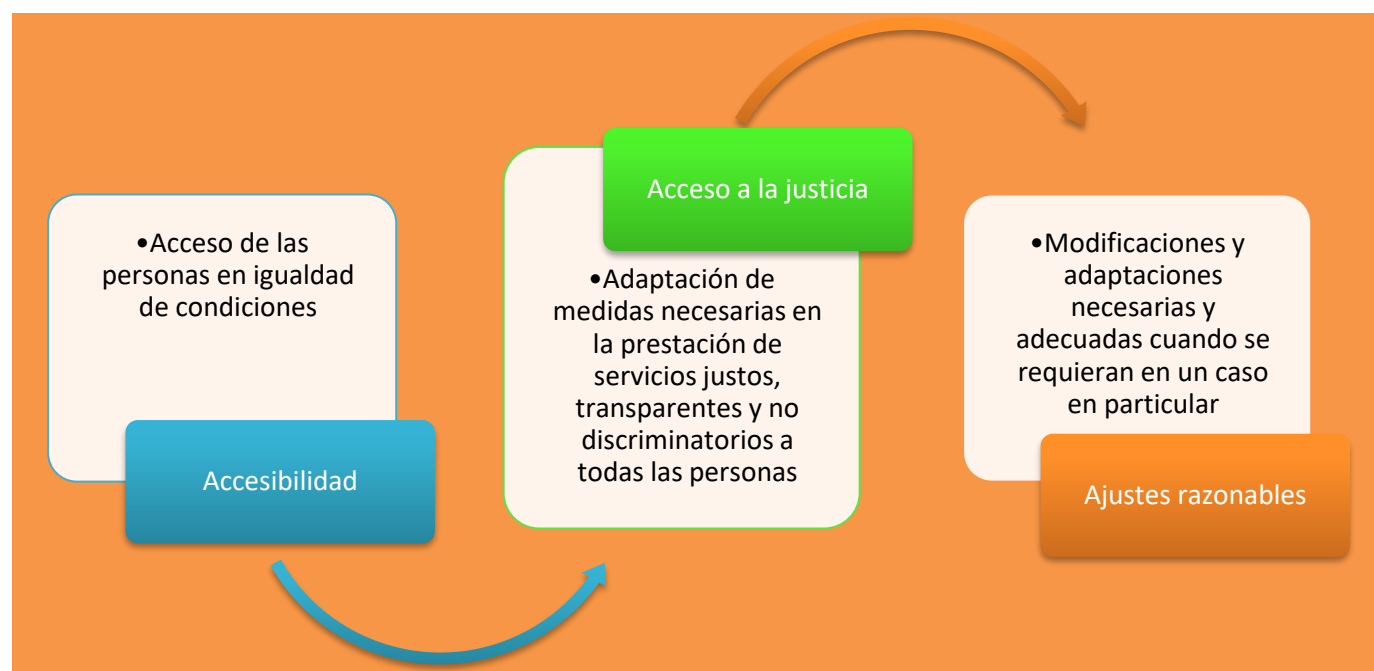 •Acceso de las
personas en igualdad
de condiciones
Accesibilidad
Acceso a la justicia
•Adaptación de
medidas necesarias en
la prestación de
servicios justos,
transparentes y no
discriminatorios a
todas las personas
•Modificaciones y
adaptaciones
necesarias y
adecuadas cuando se
requieran en un caso
en particular
Ajustes razonables